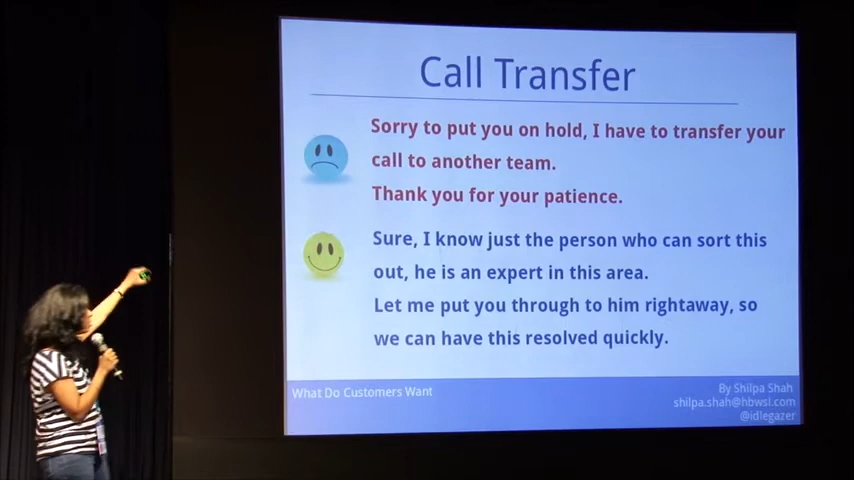 Call Transfer
Sorry to put you on hold, I have to transfer your
call to another team.
Thank you for your patience.
Sure, I know just the person who can sort this
out, he is an expert in this area.
Let me put you through to him rightaway, so
we can have this resolved quickly.
What Do Customers Want
By Shilpa Shah
shilpa.shah@hbwsl.com
@idlegazer